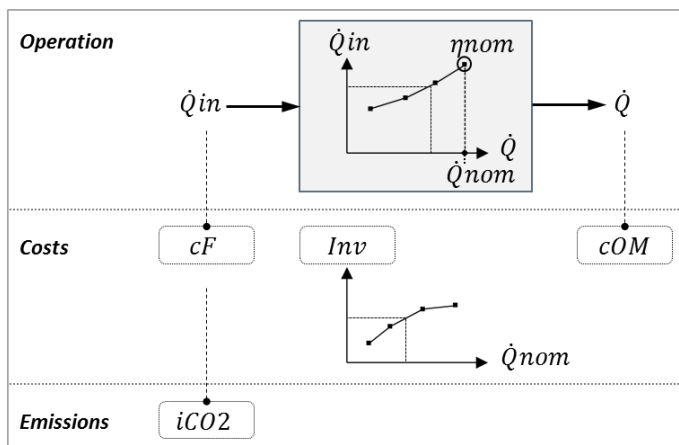 Operation
Q̇in
ηnom
Q̇in
Q̇
Q̇
Q̇nom
Costs
cF
Inv
cOM
Q̇nom
Emissions
iCO2